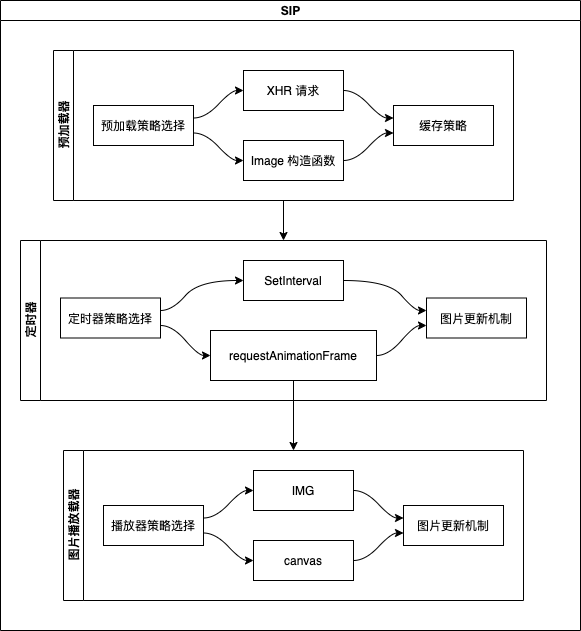 SIP
预加载器
XHR 请求
预加载策略选择
缓存策略
Image 构造函数
定时器
SetInterval
定时器策略选择
图片更新机制
requestAnimationFrame
图片播放载器
IMG
播放器策略选择
图片更新机制
canvas